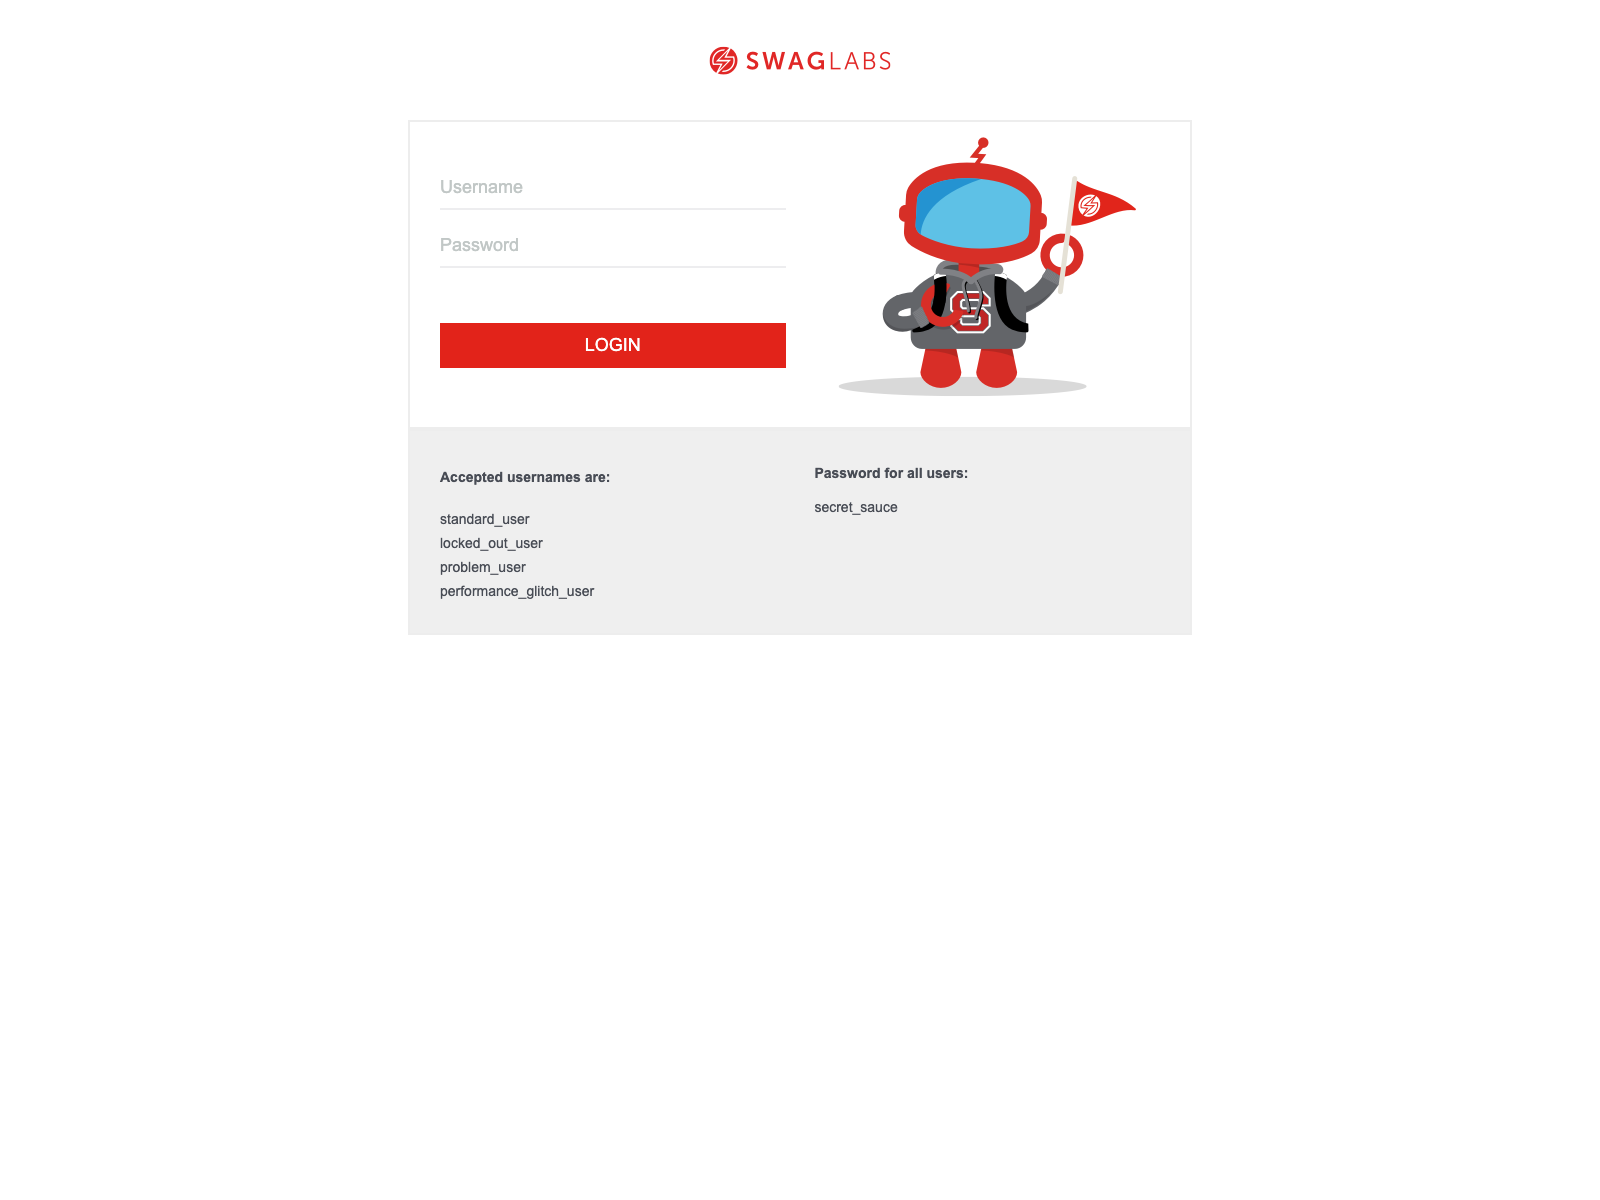 SWAGLABS
Username
Password
LOGIN
Accepted usernames are:
standard_user
locked_out_user
problem_user
performance_glitch_user
Password for all users:
secret_sauce
S